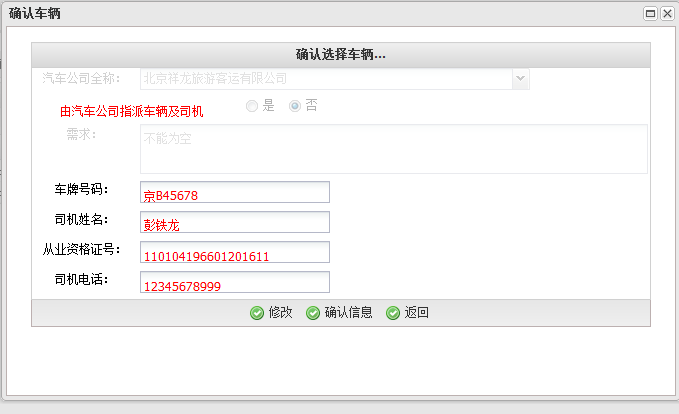 确认车辆
确认选择车辆...
汽车公司全称： 北京祥龙旅游客运有限公司
由汽车公司指派车辆及司机 是 否
需求： 不能为空
车牌号码： 京B45678
司机姓名： 彭铁龙
从业资格证号： 110104196601201611
司机电话： 12345678999
修改 确认信息 返回